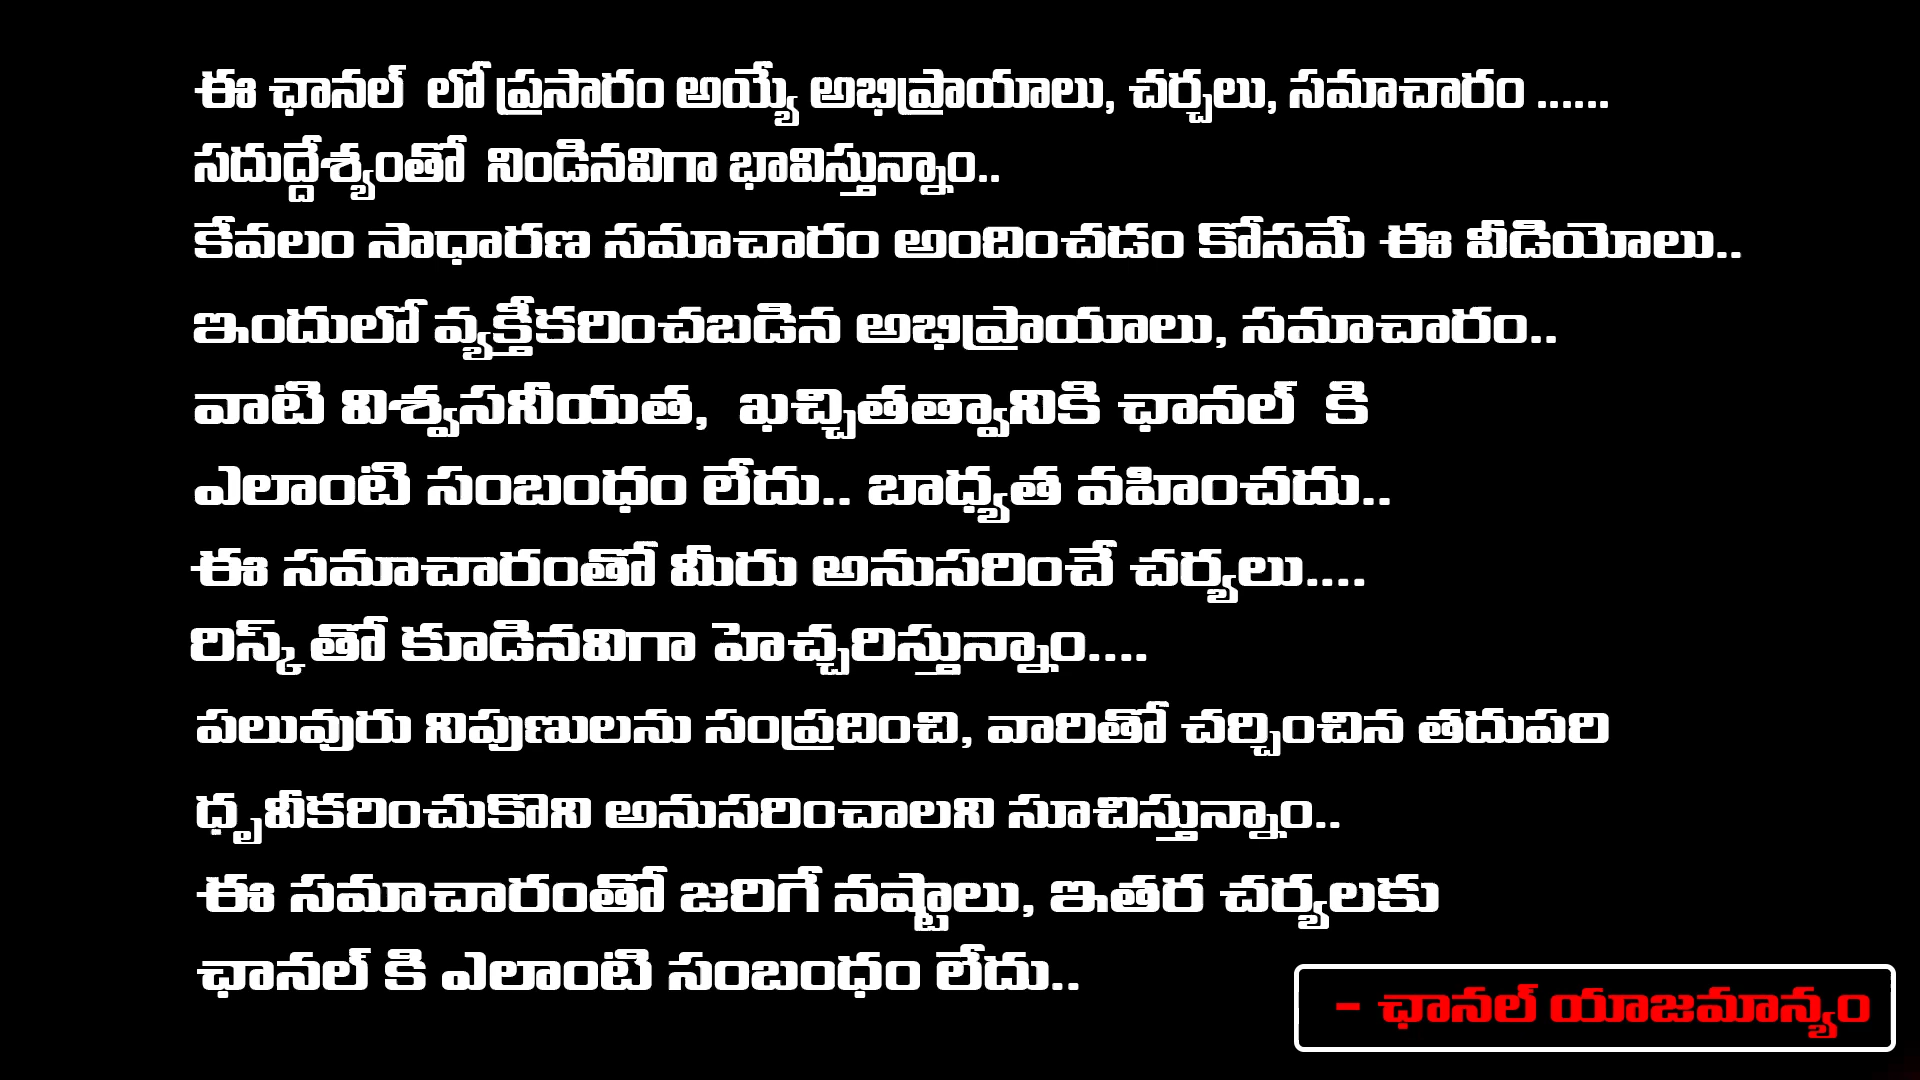 ఈ ఛానల్ లో ప్రసారం అయ్యే అభిప్రాయాలు, చర్చలు, సమాచారం ......
సదుద్దేశ్యంతో నిండినవిగా భావిస్తున్నాం..
కేవలం సాధారణ సమాచారం అందించడం కోసమే ఈ వీడియోలు..
ఇందులో వ్యక్తీకరించబడిన అభిప్రాయాలు, సమాచారం..
వాటి విశ్వసనీయత, ఖచ్చితత్వానికి ఛానల్ కి
ఎలాంటి సంబంధం లేదు.. బాధ్యత వహించదు..
ఈ సమాచారంతో మీరు అనుసరించే చర్యలు....
రిస్క్ తో కూడినవిగా హెచ్చరిస్తున్నాం....
పలువురు నిపుణులను సంప్రదించి, వారితో చర్చించిన తదుపరి
ధృవీకరించుకొని అనుసరించాలని సూచిస్తున్నాం..
ఈ సమాచారంతో జరిగే నష్టాలు, ఇతర చర్యలకు
ఛానల్ కి ఎలాంటి సంబంధం లేదు..
- ఛానల్ యాజమాన్యం